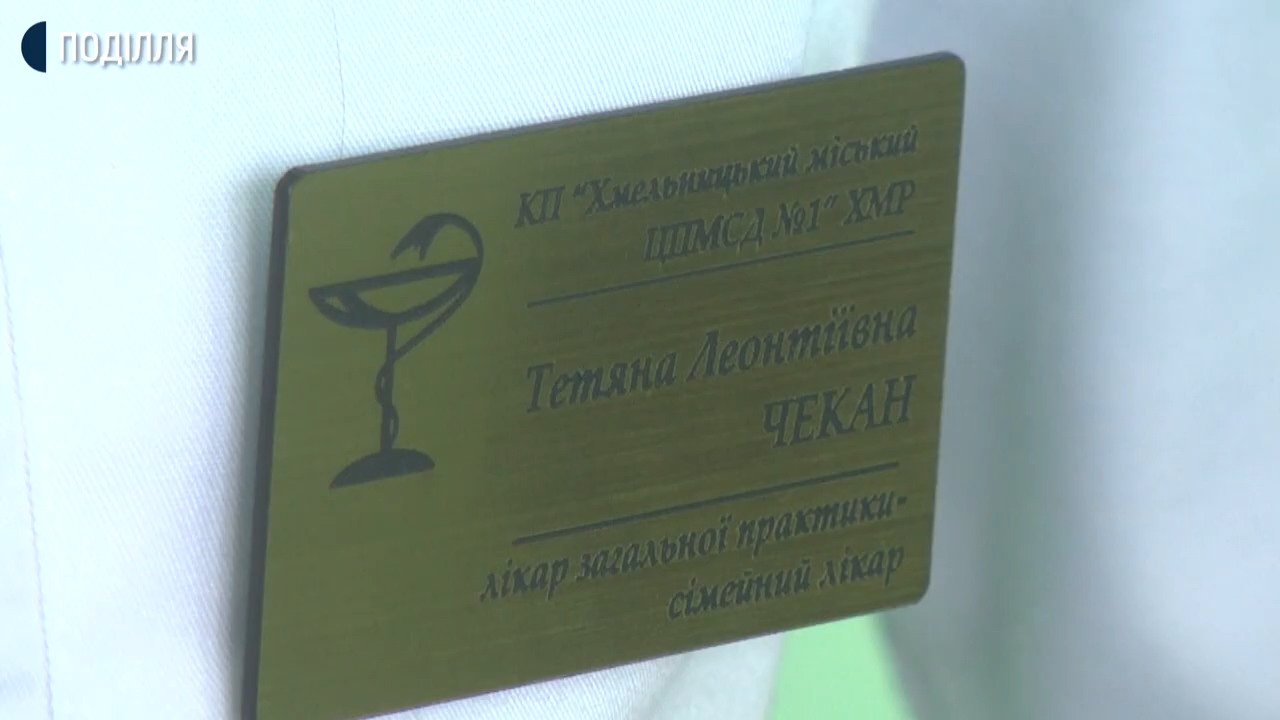 ПОДІЛЛЯ
КП "Хмельницький міський
ЦПМСД №1" ХМР
Тетяна Леонтіївна
ЧЕКАН
лікар загальної практики-
сімейний лікар